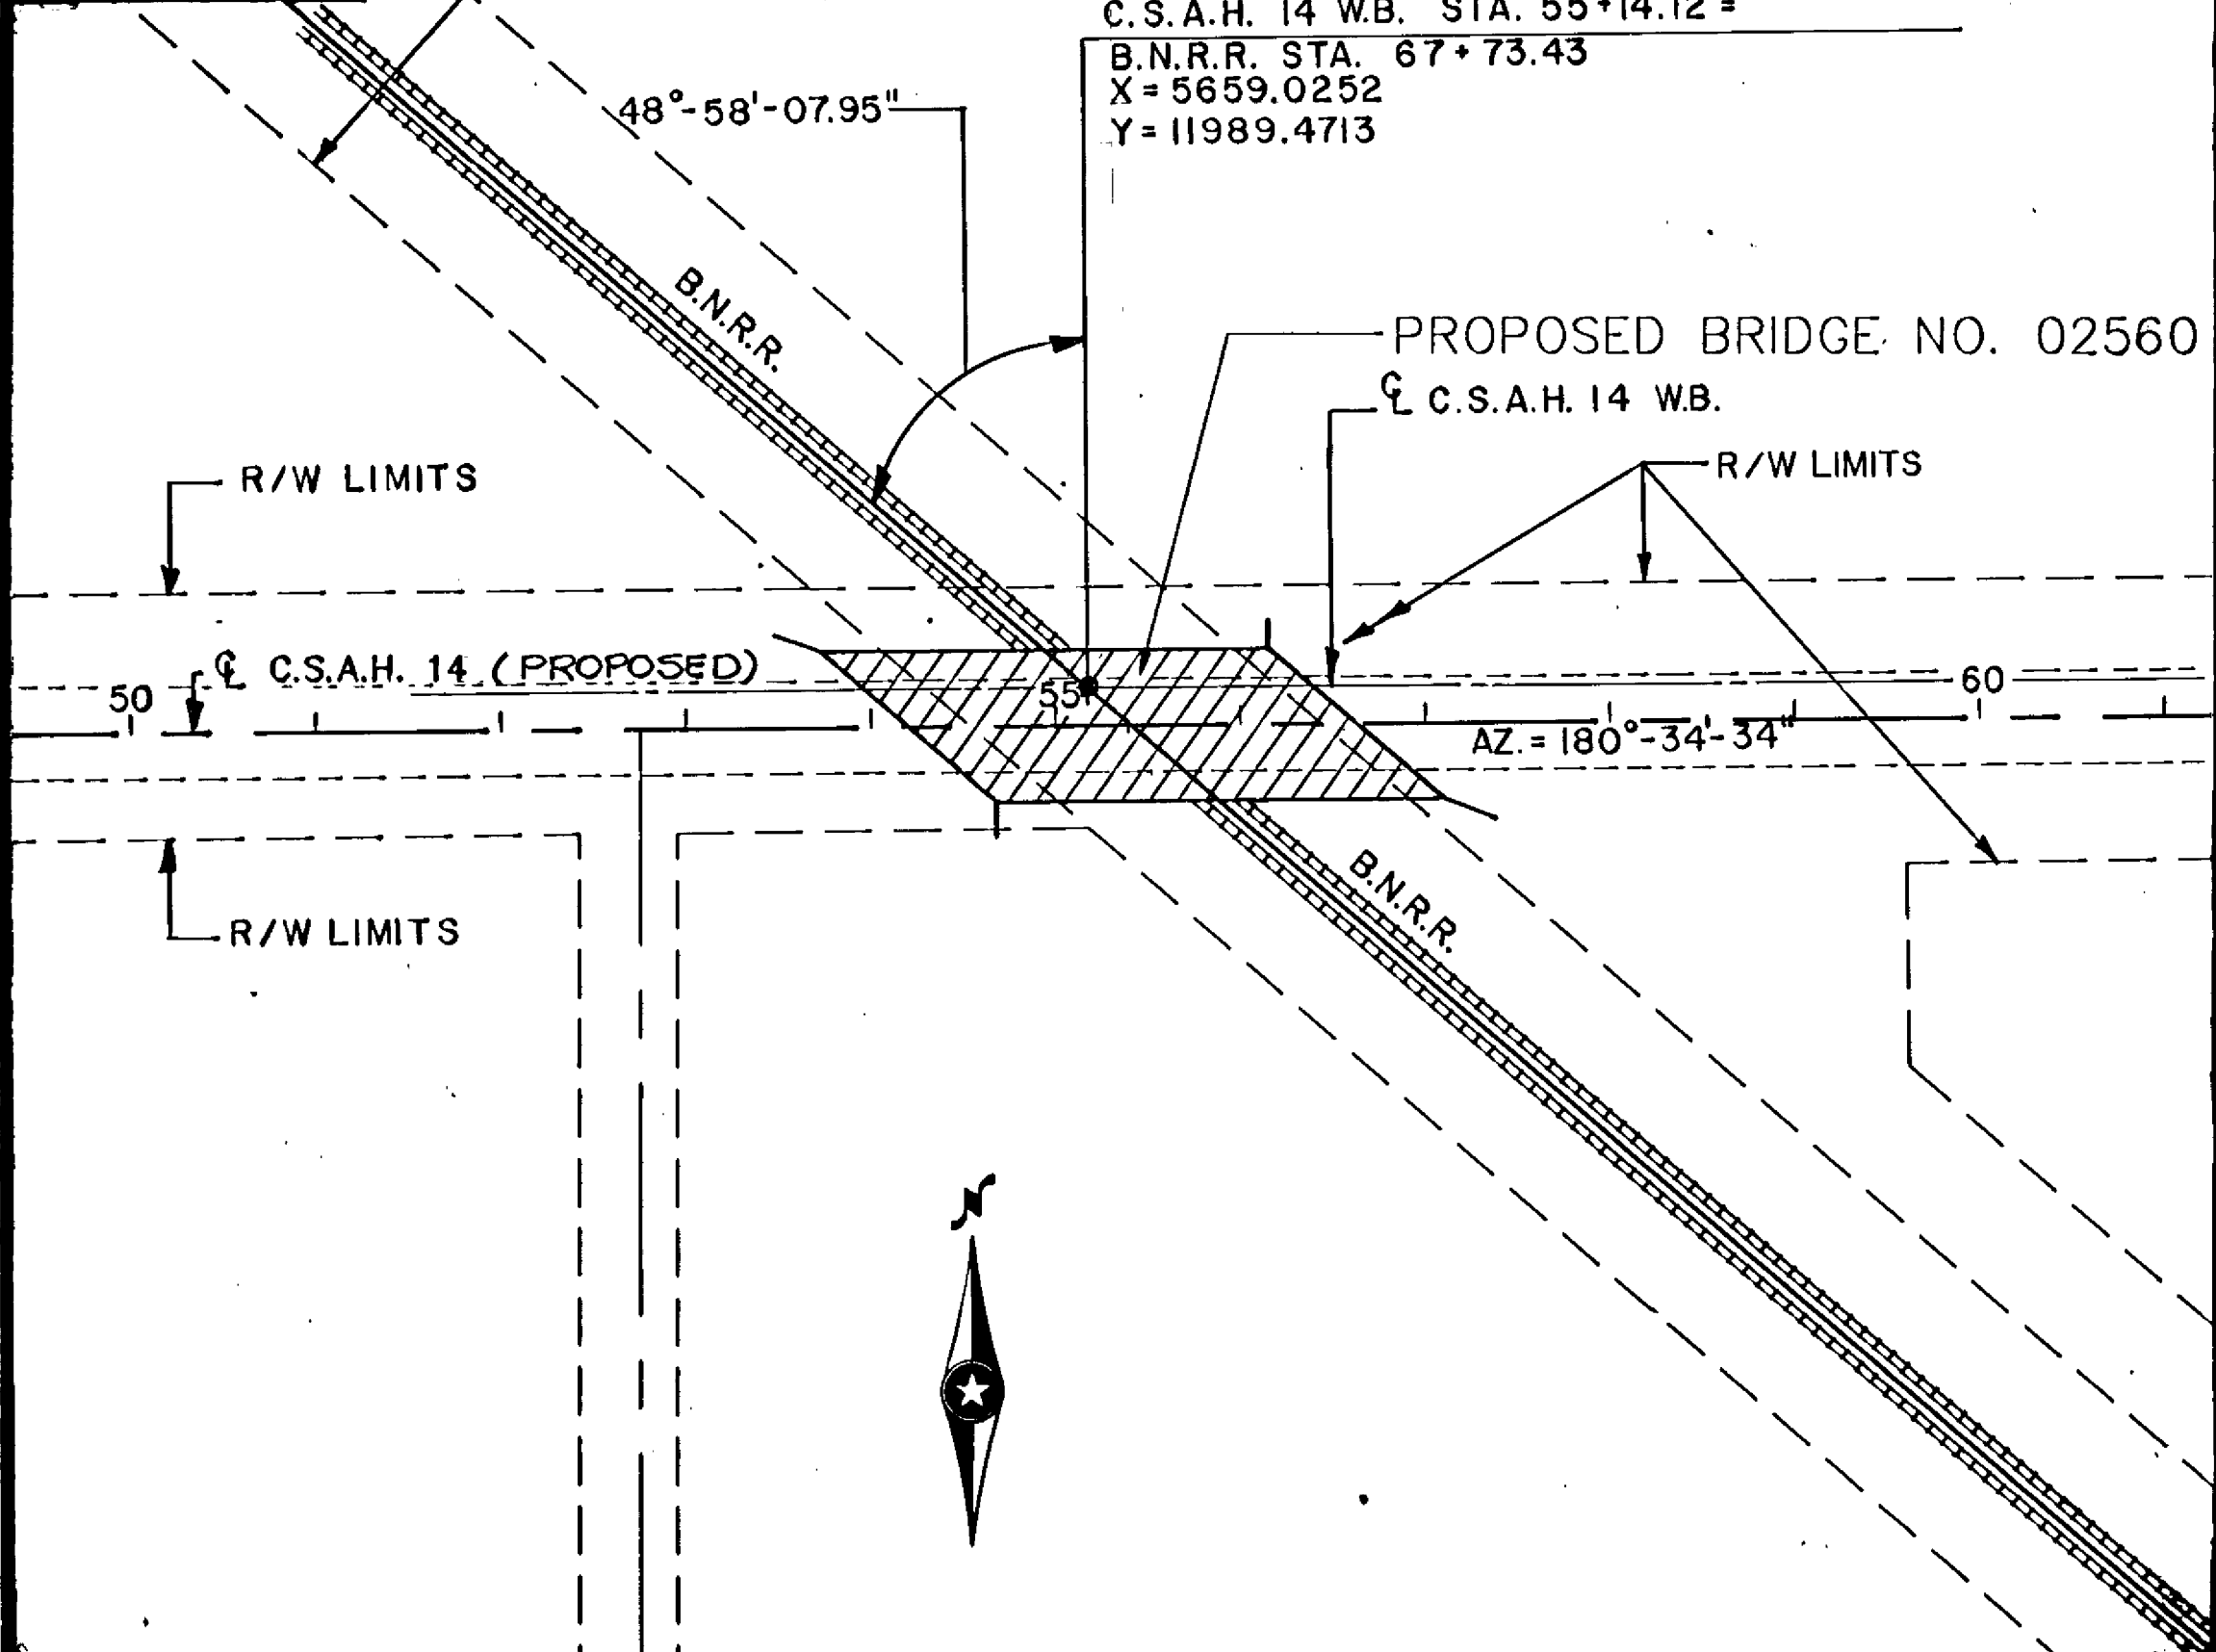 C.S.A.H. 14 W.B. STA. 55+14.12 =
B.N.R.R. STA. 67+73.43
X = 5659.0252
Y = 11989.4713
48°-58'-07.95"
B.N.R.R.
PROPOSED BRIDGE NO. 02560
℄ C.S.A.H. 14 W.B.
R/W LIMITS
R/W LIMITS
℄ C.S.A.H. 14 (PROPOSED)
50
55
60
AZ. = 180°-34'-34"
B.N.R.R.
R/W LIMITS
N